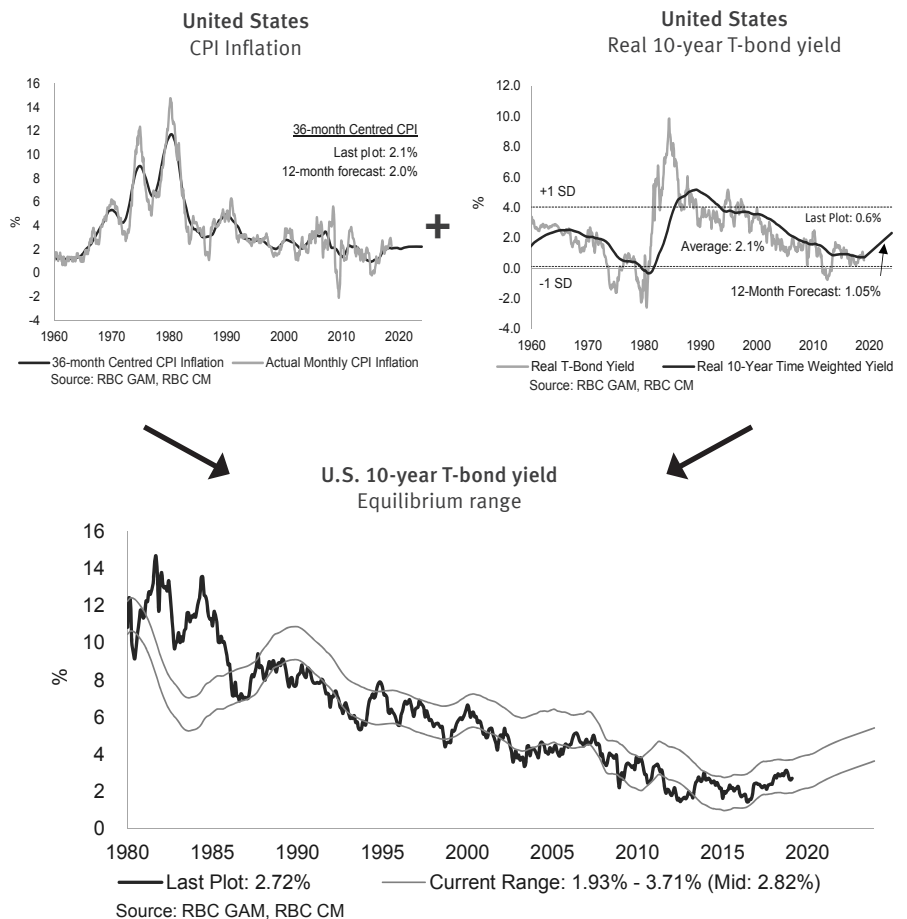 United States
CPI Inflation
16
14
12
10
8
6
4
2
0
-2
-4
%
1960 1970 1980 1990 2000 2010 2020
36-month Centred CPI
Last plot: 2.1%
12-month forecast: 2.0%
36-month Centred CPI Inflation Actual Monthly CPI Inflation
Source: RBC GAM, RBC CM
+
United States
Real 10-year T-bond yield
12.0
10.0
8.0
6.0
4.0
2.0
0.0
-2.0
-4.0
%
+1 SD
Last Plot: 0.6%
Average: 2.1%
-1 SD
12-Month Forecast: 1.05%
1960 1970 1980 1990 2000 2010 2020
Real T-Bond Yield Real 10-Year Time Weighted Yield
Source: RBC GAM, RBC CM
U.S. 10-year T-bond yield
Equilibrium range
16
14
12
10
8
6
4
2
0
%
1980 1985 1990 1995 2000 2005 2010 2015 2020
Last Plot: 2.72% Current Range: 1.93% - 3.71% (Mid: 2.82%)
Source: RBC GAM, RBC CM